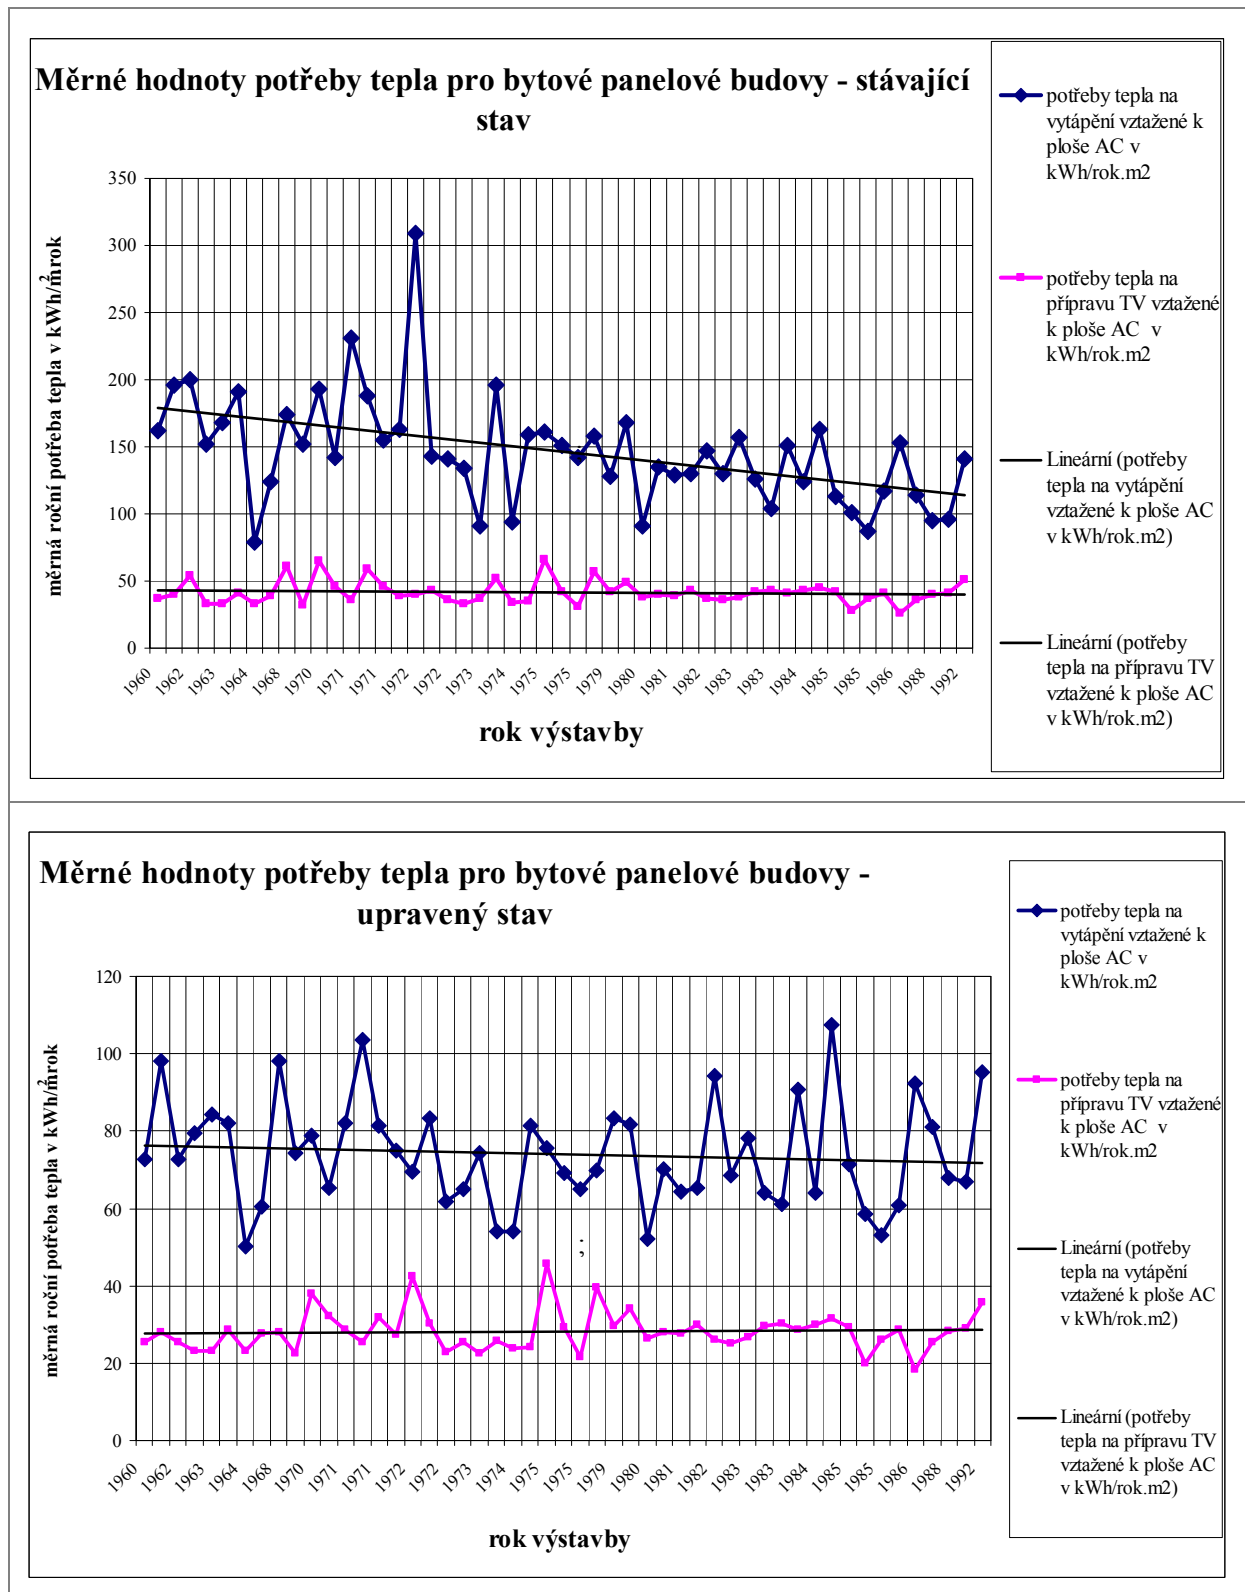 Měrné hodnoty potřeby tepla pro bytové panelové budovy - stávající
stav
měrná roční potřeba tepla v kWh/m2rok
350
300
250
200
150
100
50
0
1960
1962
1963
1964
1968
1970
1971
1971
1972
1972
1973
1974
1975
1975
1979
1980
1981
1982
1983
1983
1984
1985
1985
1986
1988
1992
rok výstavby
potřeby tepla na
vytápění vztažené k
ploše AC v
kWh/rok.m2
potřeby tepla na
přípravu TV vztažené
k ploše AC v
kWh/rok.m2
Lineární (potřeby
tepla na vytápění
vztažené k ploše AC
v kWh/rok.m2)
Lineární (potřeby
tepla na přípravu TV
vztažené k ploše AC
v kWh/rok.m2)
Měrné hodnoty potřeby tepla pro bytové panelové budovy -
upravený stav
měrná roční potřeba tepla v kWh/m2rok
120
100
80
60
40
20
0
;
1960
1962
1963
1964
1968
1970
1971
1971
1972
1972
1973
1974
1975
1975
1979
1980
1981
1982
1983
1983
1984
1985
1985
1986
1988
1992
rok výstavby
potřeby tepla na
vytápění vztažené k
ploše AC v
kWh/rok.m2
potřeby tepla na
přípravu TV vztažené
k ploše AC v
kWh/rok.m2
Lineární (potřeby
tepla na vytápění
vztažené k ploše AC
v kWh/rok.m2)
Lineární (potřeby
tepla na přípravu TV
vztažené k ploše AC
v kWh/rok.m2)